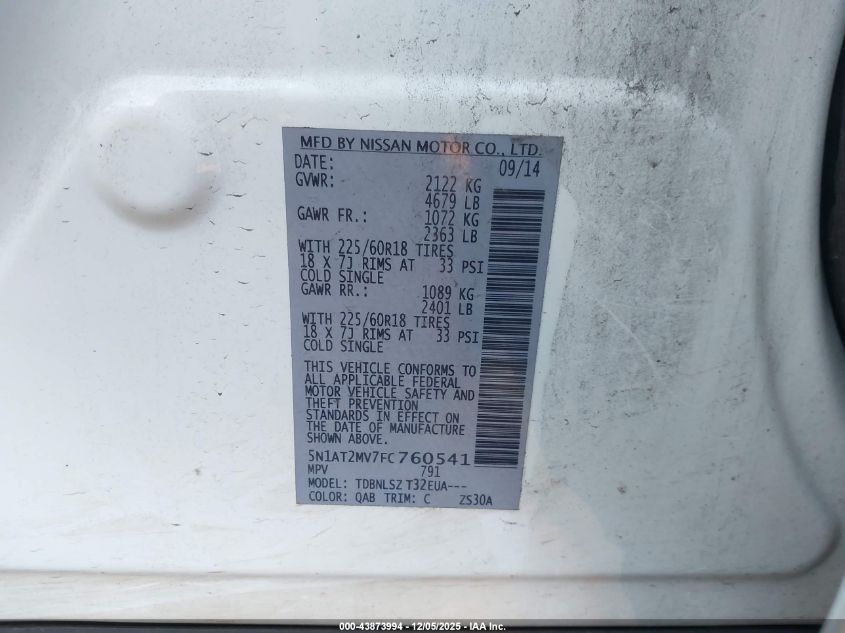 MFD BY NISSAN MOTOR CO., LTD.
DATE: 09/14
GVWR: 2122 KG
4679 LB
GAWR FR.: 1072 KG
2363 LB
WITH 225/60R18 TIRES
18 X 7J RIMS AT 33 PSI
COLD SINGLE
GAWR RR.: 1089 KG
2401 LB
WITH 225/60R18 TIRES
18 X 7J RIMS AT 33 PSI
COLD SINGLE
THIS VEHICLE CONFORMS TO
ALL APPLICABLE FEDERAL
MOTOR VEHICLE SAFETY AND
THEFT PREVENTION
STANDARDS IN EFFECT ON
THE DATE OF MANUFACTURE
SHOWN ABOVE.
5N1AT2MV7FC760541
MPV 791
MODEL: TDBNLSZ T32EUA---
COLOR: QAB TRIM: C ZS30A
000-43873994 - 12/05/2025 - IAA Inc.